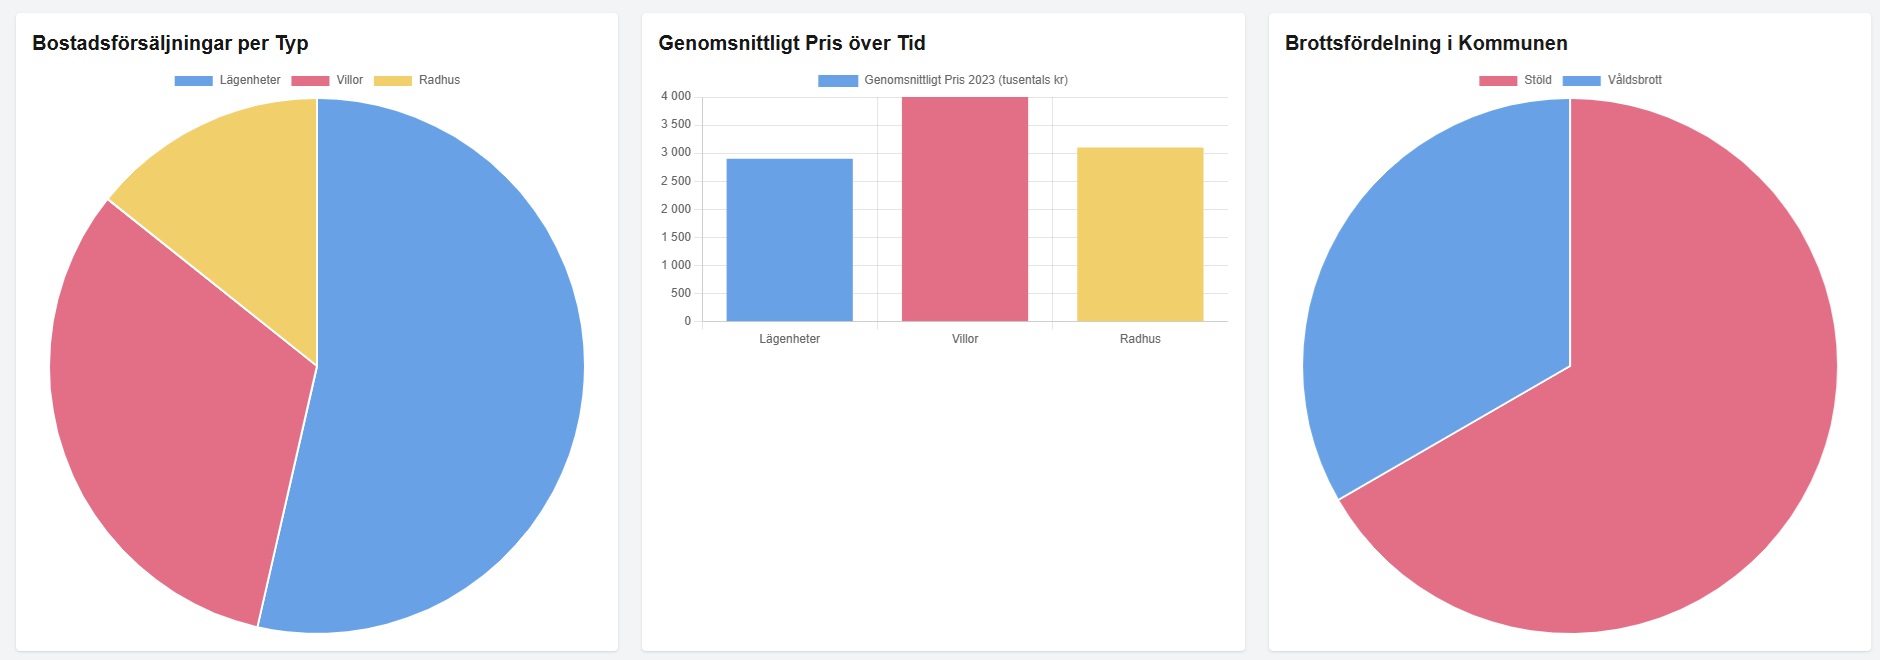 Bostadsförsäljningar per Typ
Lägenheter Villor Radhus
Genomsnittligt Pris över Tid
Genomsnittligt Pris 2023 (tusentals kr)
4 000
3 500
3 000
2 500
2 000
1 500
1 000
500
0
Lägenheter Villor Radhus
Brottsfördelning i Kommunen
Stöld Våldsbrott